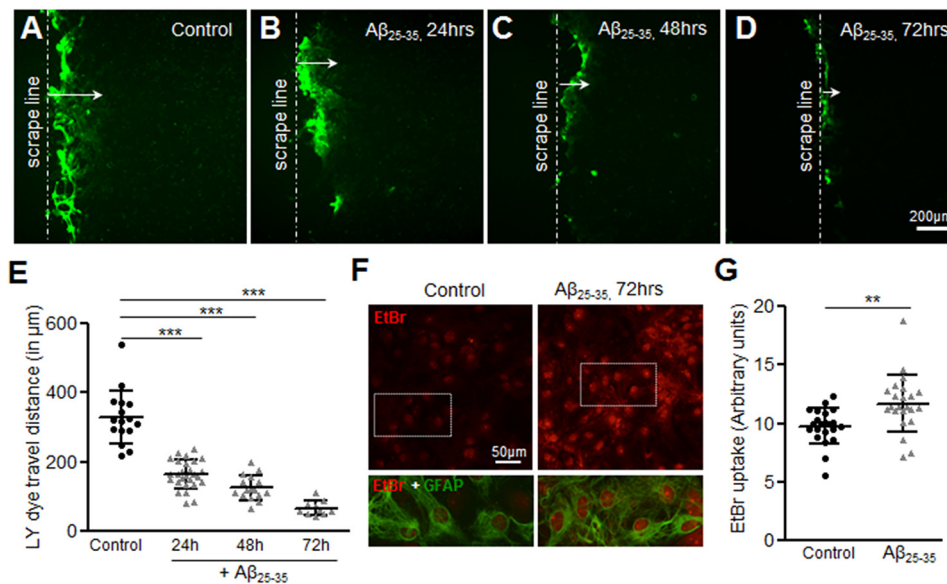 A
Control
scrape line
B
Aβ25-35, 24hrs
scrape line
C
Aβ25-35, 48hrs
scrape line
D
Aβ25-35, 72hrs
scrape line
200µm
E
LY dye travel distance (in µm)
600
400
200
0
***
***
***
Control
24h
48h
72h
+ Aβ25-35
F
Control
Aβ25-35, 72hrs
EtBr
50µm
EtBr + GFAP
G
EtBr uptake (Arbitrary units)
20
15
10
5
0
**
Control
Aβ25-35